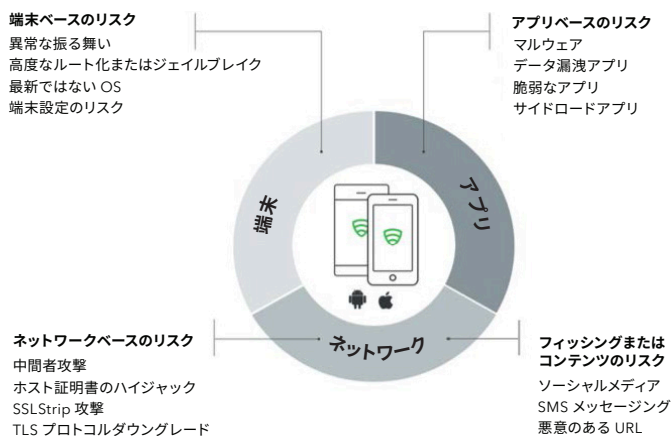 端末ベースのリスク
異常な振る舞い
高度なルート化またはジェイルブレイク
最新ではない OS
端末設定のリスク
アプリベースのリスク
マルウェア
データ漏洩アプリ
脆弱なアプリ
サイドロードアプリ
端末
アプリ
ネットワーク
ネットワークベースのリスク
中間者攻撃
ホスト証明書のハイジャック
SSLStrip 攻撃
TLS プロトコルダウングレード
フィッシングまたは
コンテンツのリスク
ソーシャルメディア
SMS メッセージング
悪意のある URL